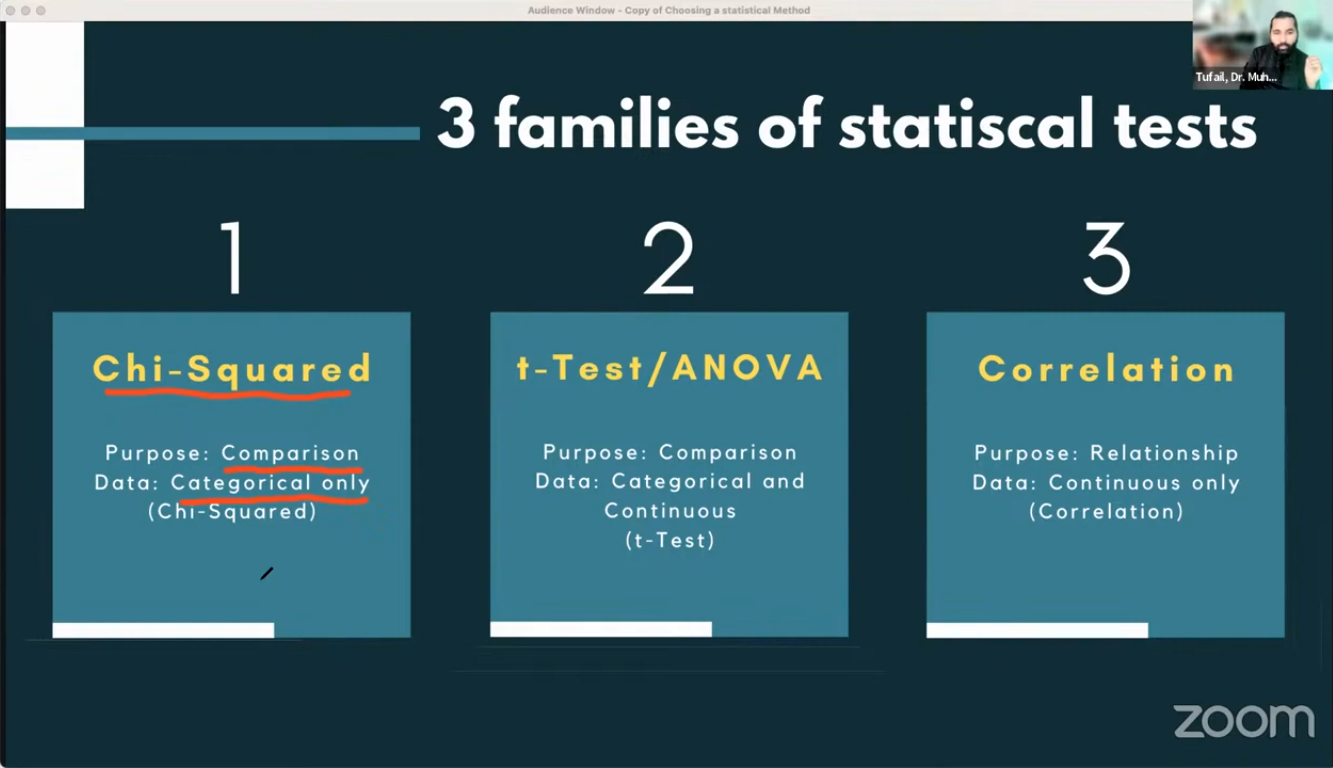 Audience Window - Copy of Choosing a statistical Method
Tufail, Dr. Muh...
3 families of statiscal tests
1
Chi-Squared
Purpose: Comparison
Data: Categorical only
(Chi-Squared)
2
t-Test/ANOVA
Purpose: Comparison
Data: Categorical and
Continuous
(t-Test)
3
Correlation
Purpose: Relationship
Data: Continuous only
(Correlation)
zoom